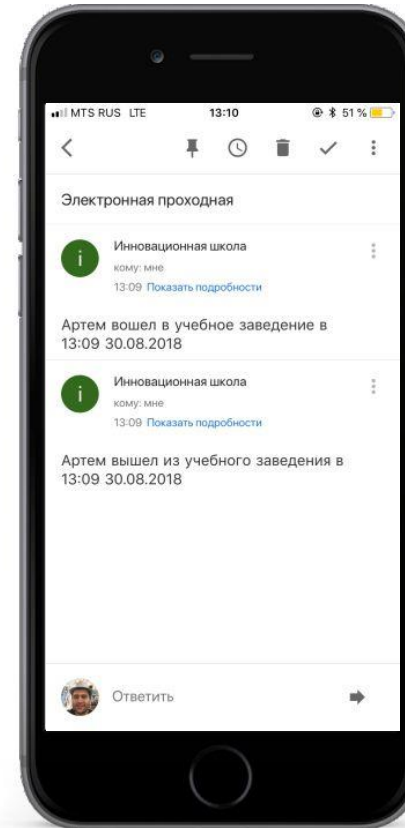 MTS RUS LTE 13:10 51 %
Электронная проходная
i
Инновационная школа
кому: мне
13:09 Показать подробности
Артем вошел в учебное заведение в
13:09 30.08.2018
i
Инновационная школа
кому: мне
13:09 Показать подробности
Артем вышел из учебного заведения в
13:09 30.08.2018
Ответить